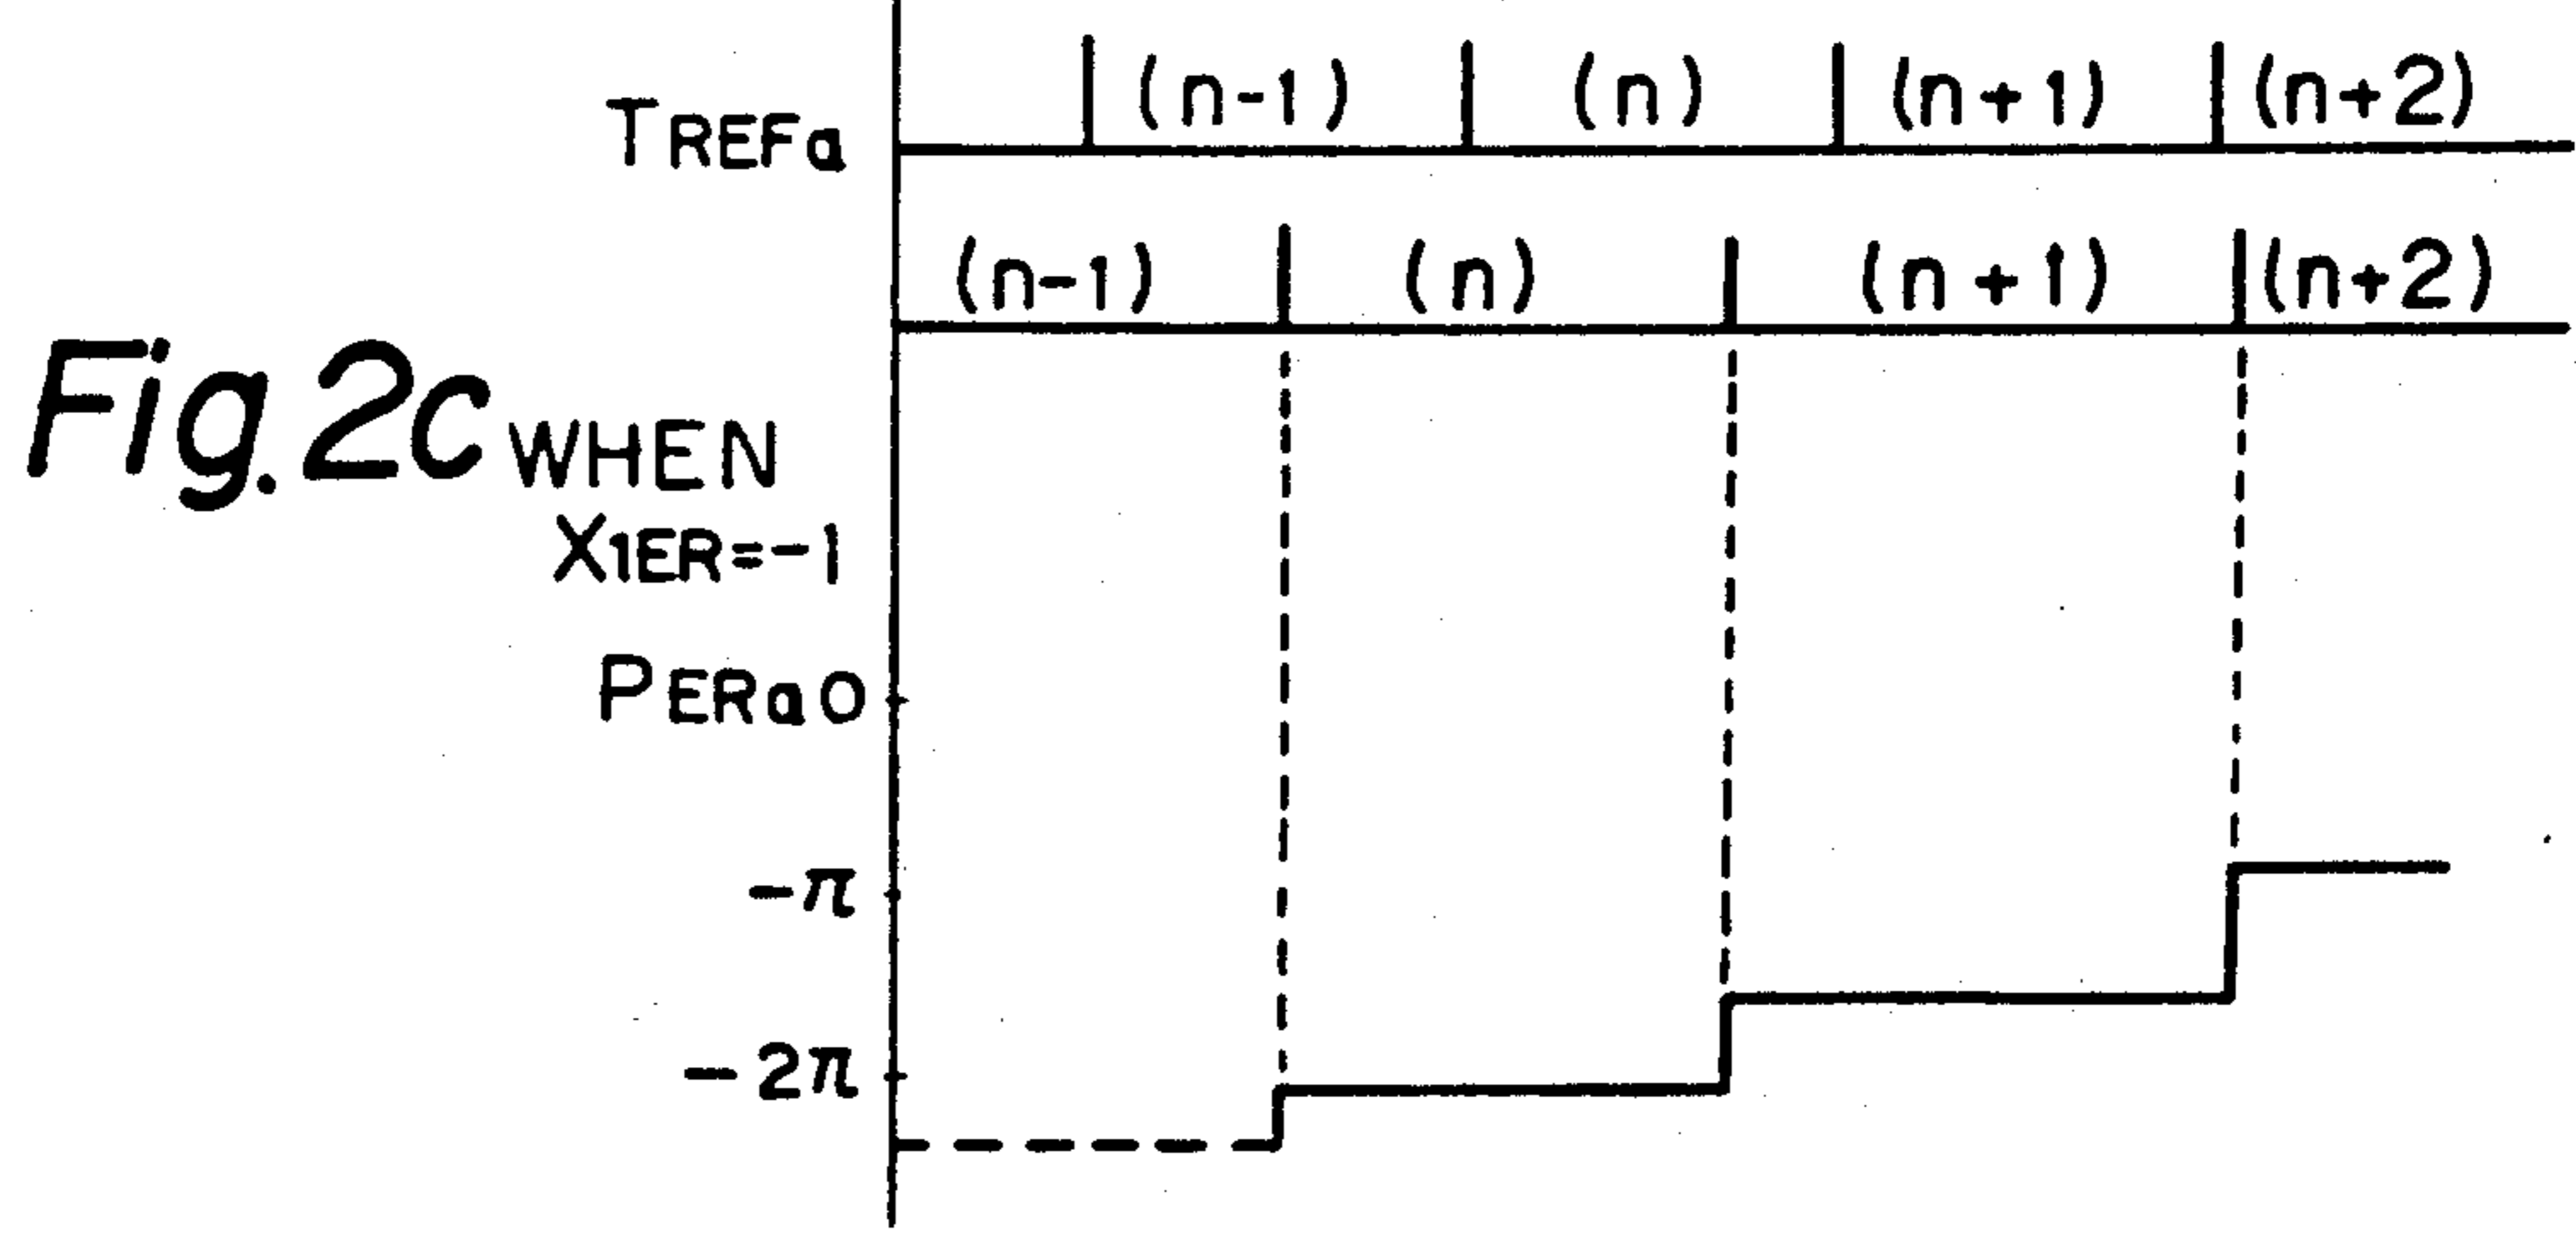 TREFa (n-1) (n) (n+1) (n+2)
(n-1) (n) (n+1) (n+2)
Fig.2c WHEN
X1ER=-1
PERa 0
-π
-2π